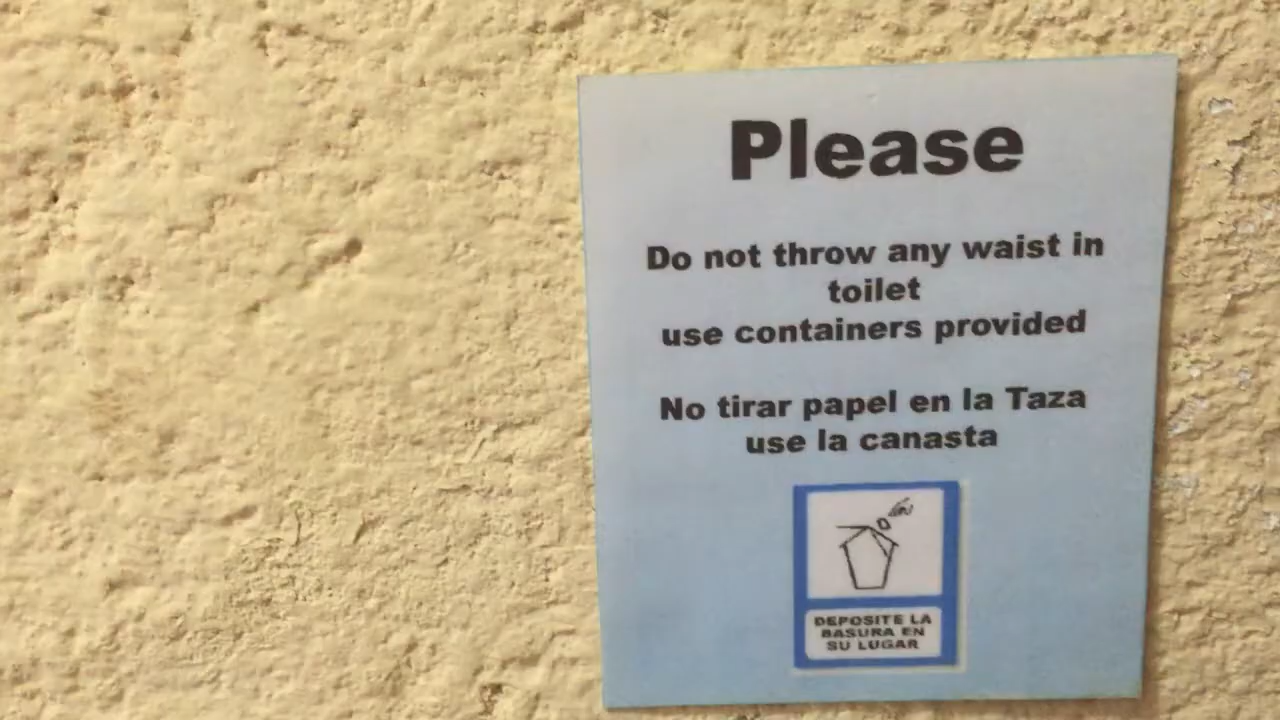 Please
Do not throw any waist in
toilet
use containers provided
No tirar papel en la Taza
use la canasta
DEPOSITE LA
BASURA EN
SU LUGAR